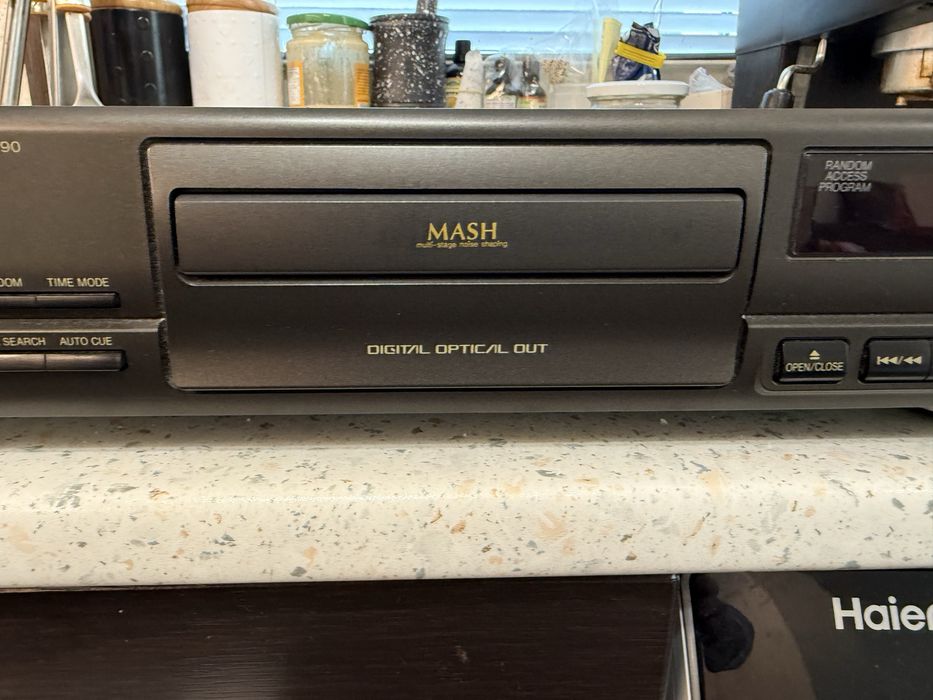 90
RANDOM
ACCESS
PROGRAM
MASH
multi-stage noise shaping
DOM TIME MODE
SEARCH AUTO CUE
DIGITAL OPTICAL OUT
OPEN/CLOSE
Haier